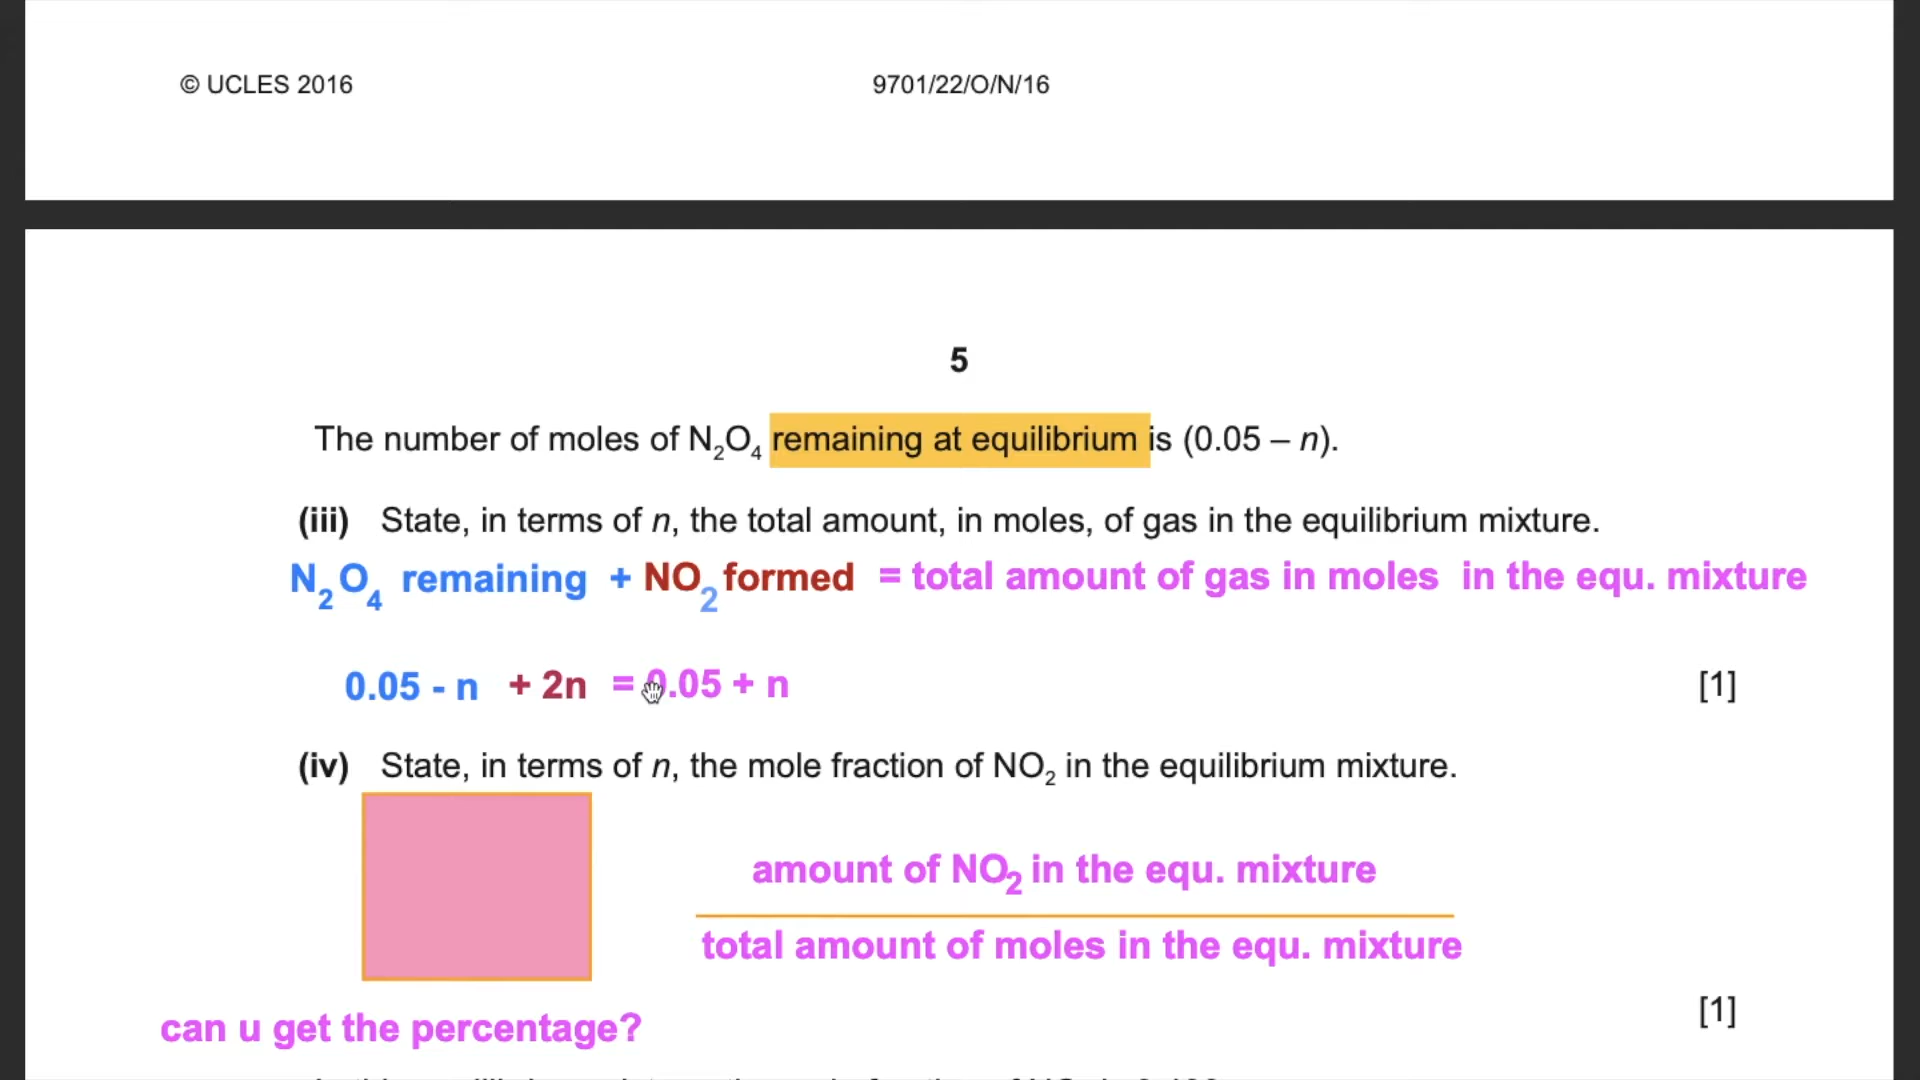 © UCLES 2016 9701/22/O/N/16
5
The number of moles of N₂O₄ remaining at equilibrium is (0.05 – n).
(iii) State, in terms of n, the total amount, in moles, of gas in the equilibrium mixture.
N₂O₄ remaining + NO₂ formed = total amount of gas in moles in the equ. mixture
0.05 - n + 2n = 0.05 + n [1]
(iv) State, in terms of n, the mole fraction of NO₂ in the equilibrium mixture.
amount of NO₂ in the equ. mixture
total amount of moles in the equ. mixture
[1]
can u get the percentage?